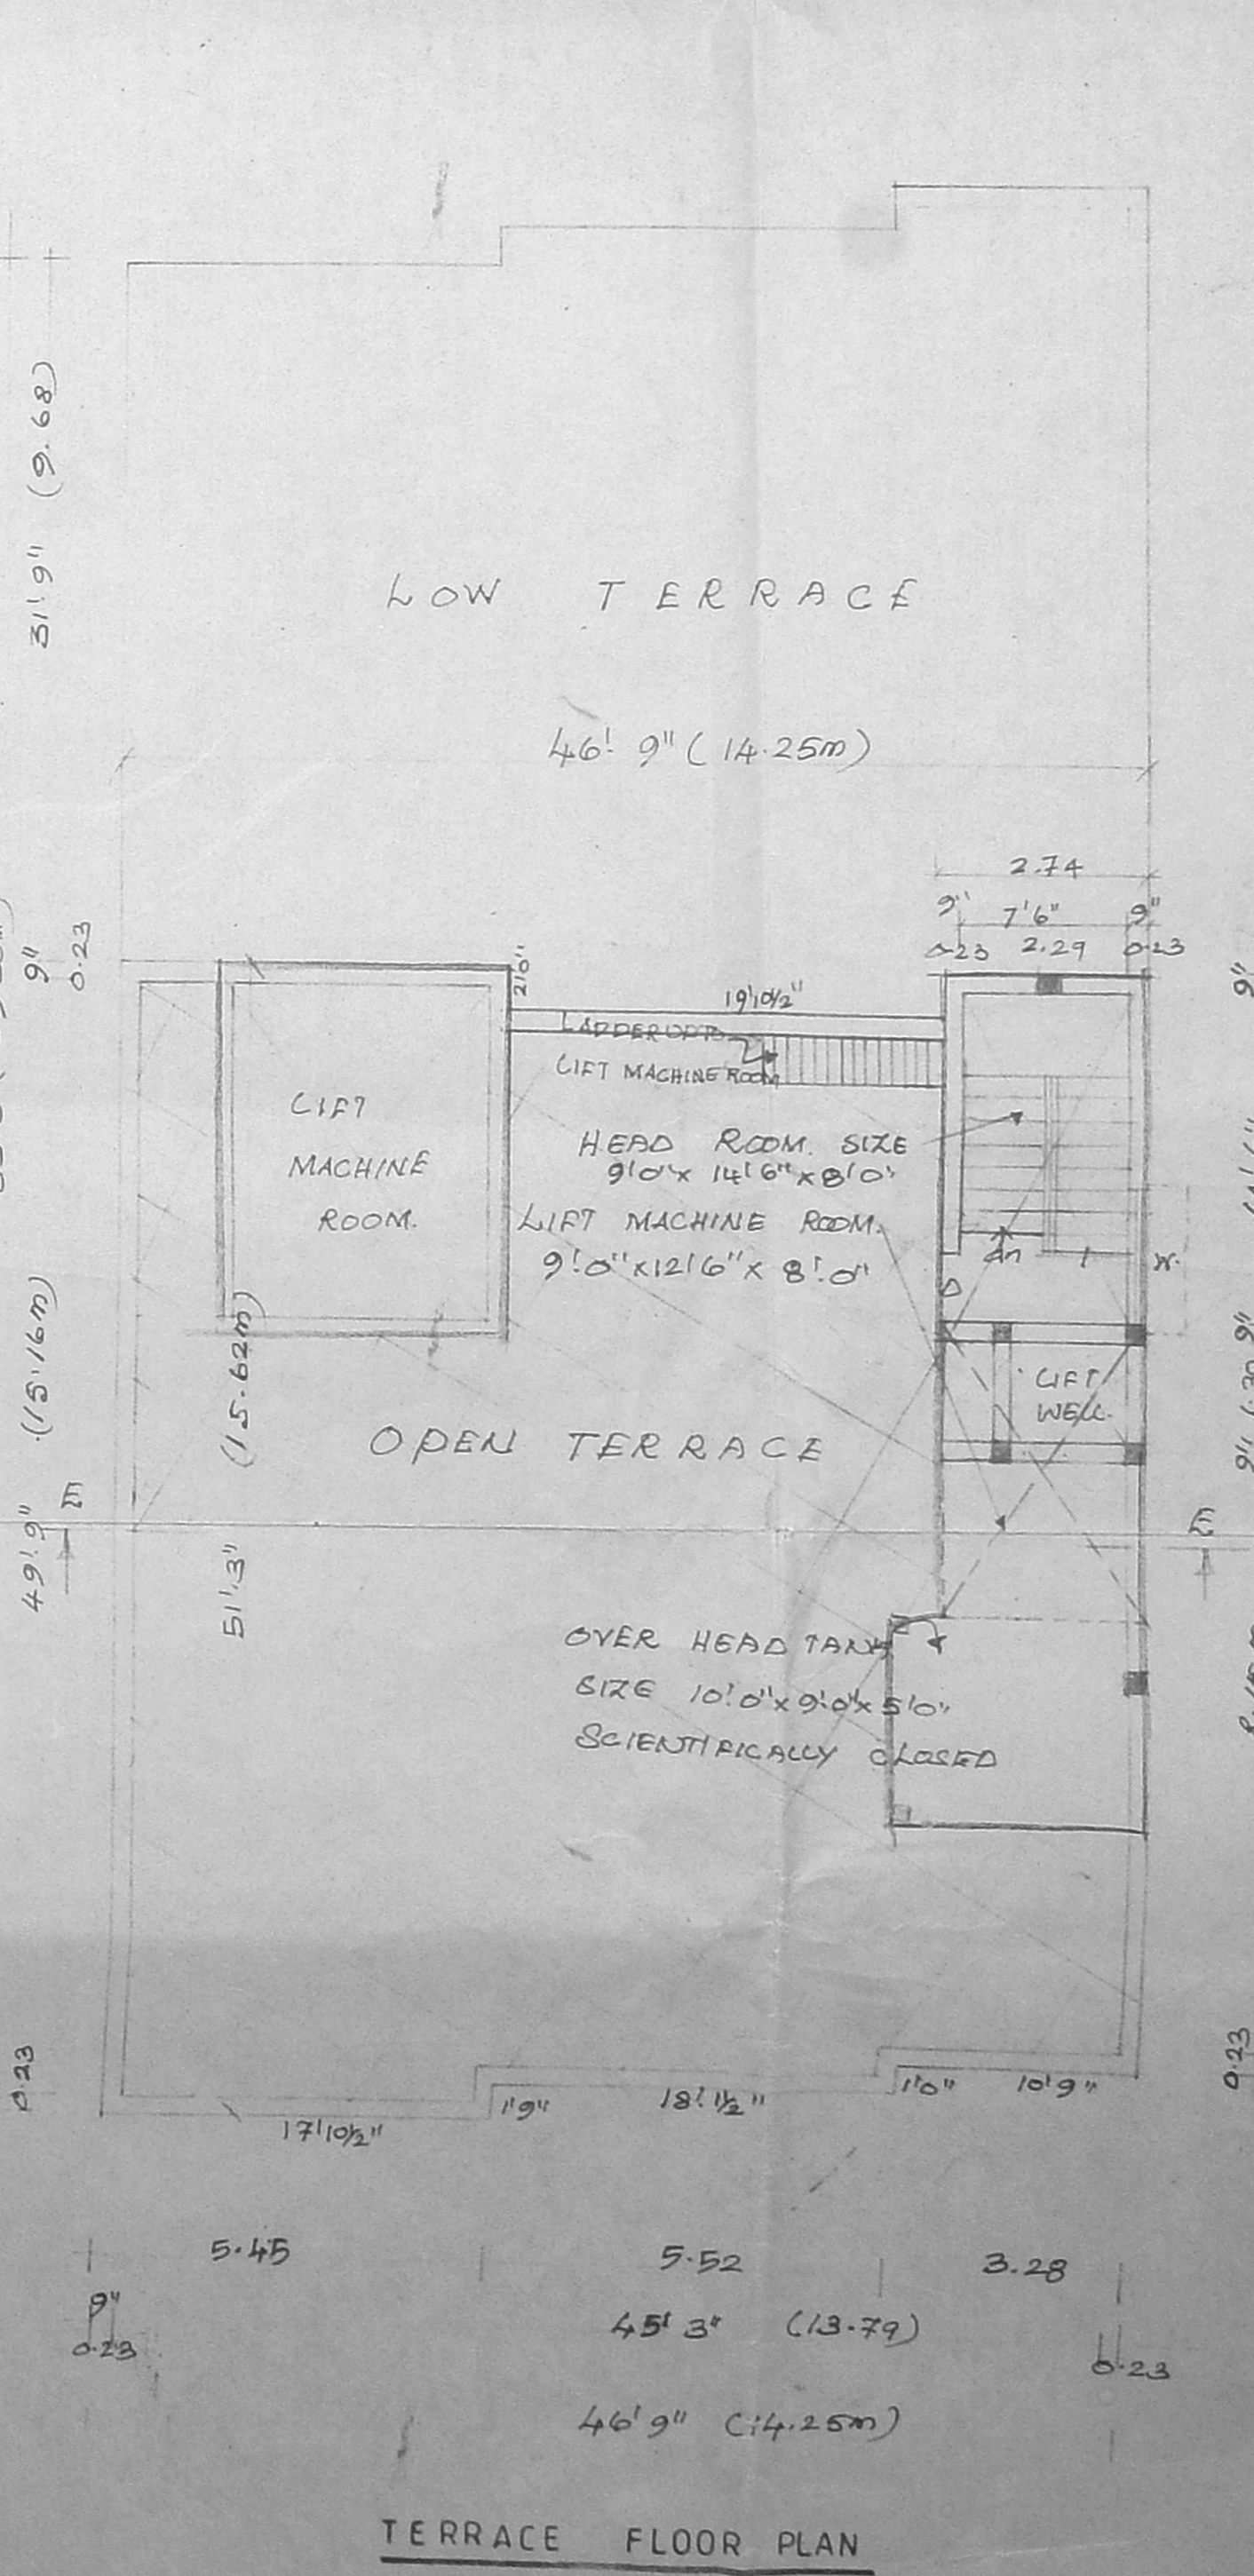 31'9" (9.68)
LOW TERRACE
46'. 9" (14.25m)
2.74
9" 7'6" 9"
0.23 2.29 0.23
9"
0.23
9"
2'0"
19'10½"
LADDER UPTO
LIFT MACHINE ROOM
LIFT
MACHINE
ROOM.
HEAD ROOM. SIZE
9'0"x 14'6"x8'0"
LIFT MACHINE ROOM.
9'.0"x12'6"x 8'.0"
dn
W.
D
LIFT
WELL.
49'.9" (15.16m)
51'.3" (15.62m)
OPEN TERRACE
E
E
OVER HEAD TANK
SIZE 10'.0"x9'.0"x5'0"
SCIENTIFICALLY CLOSED
0.23
0.23
17'10½"
1'9"
18'.1½"
1'0"
10'9"
5.45 5.52 3.28
9"
0.23
45' 3" (13.79)
0.23
46'9" (14.25m)
TERRACE FLOOR PLAN